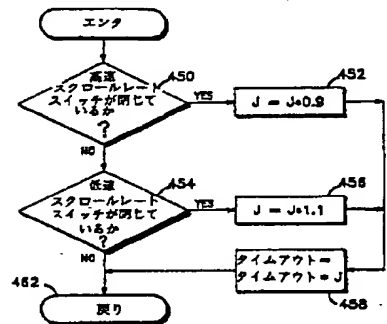 エンタ
高速
スクロールレート
スイッチが閉じて
いるか
?
450
YES
452
J = J*0.9
NO
低速
スクロールレート
スイッチが閉じて
いるか
?
454
YES
456
J = J*1.1
NO
タイムアウト=
タイムアウト*J
458
462
戻り